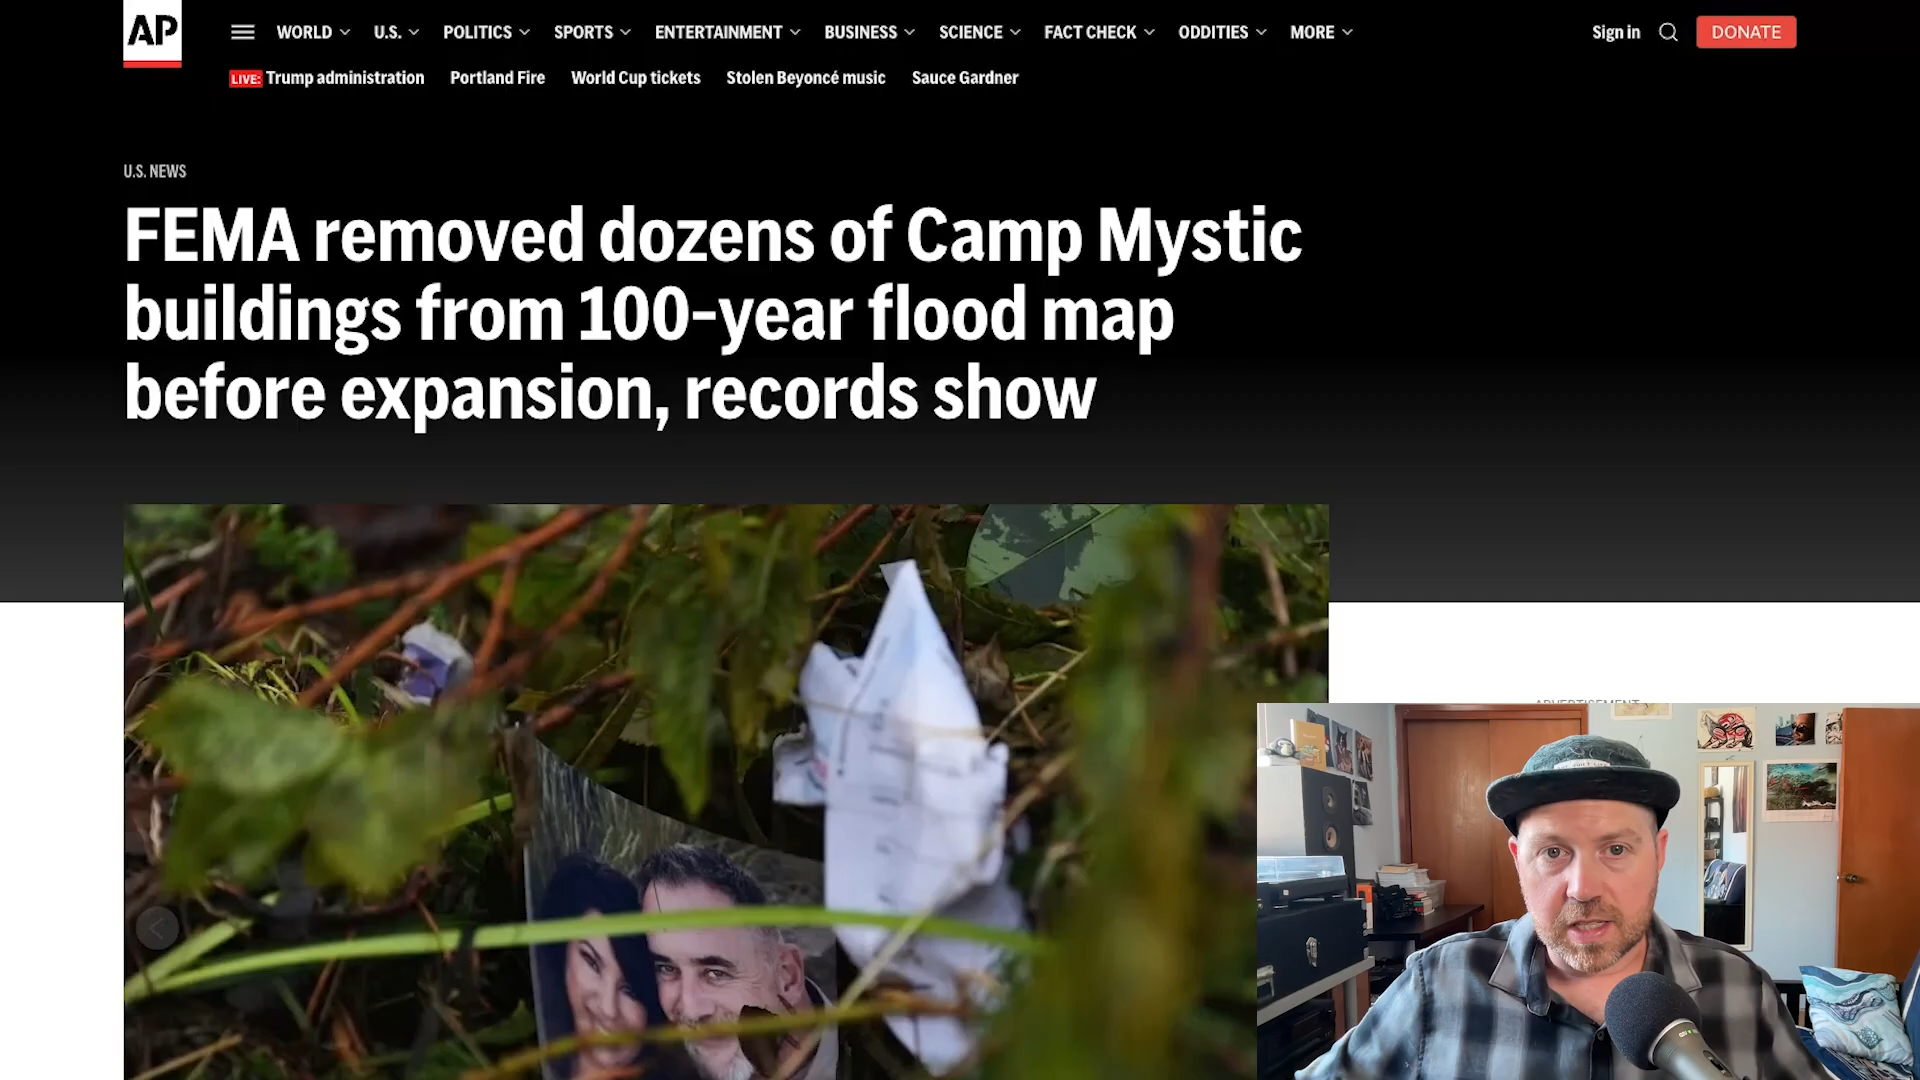 AP
WORLD U.S. POLITICS SPORTS ENTERTAINMENT BUSINESS SCIENCE FACT CHECK ODDITIES MORE Sign in DONATE
LIVE: Trump administration Portland Fire World Cup tickets Stolen Beyoncé music Sauce Gardner
U.S. NEWS
FEMA removed dozens of Camp Mystic
buildings from 100-year flood map
before expansion, records show
ADVERTISEMENT